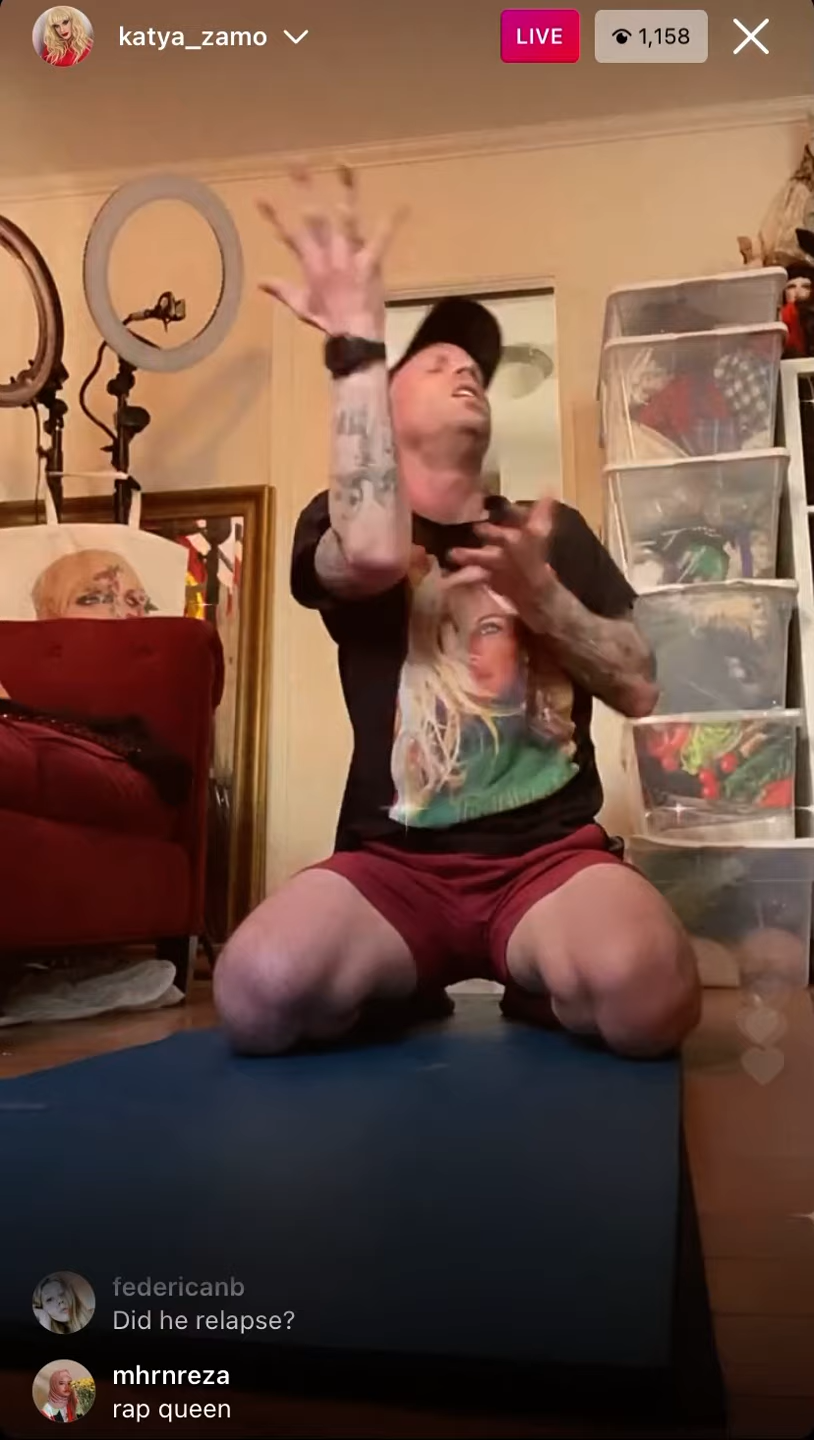 katya_zamo
LIVE
1,158
federicanb
Did he relapse?
mhrnreza
rap queen